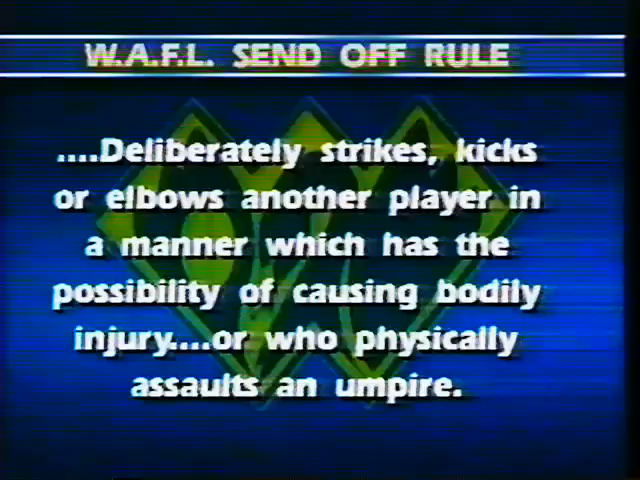 W.A.F.L. SEND OFF RULE
....Deliberately strikes, kicks
or elbows another player in
a manner which has the
possibility of causing bodily
injury....or who physically
assaults an umpire.